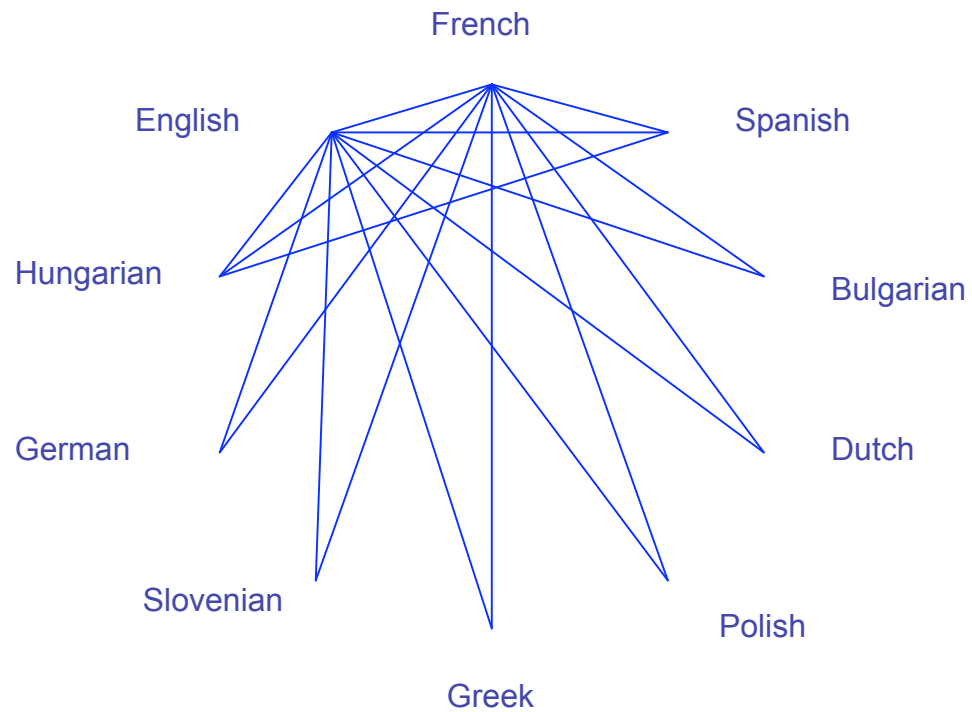 French
English
Spanish
Hungarian
Bulgarian
German
Dutch
Slovenian
Polish
Greek